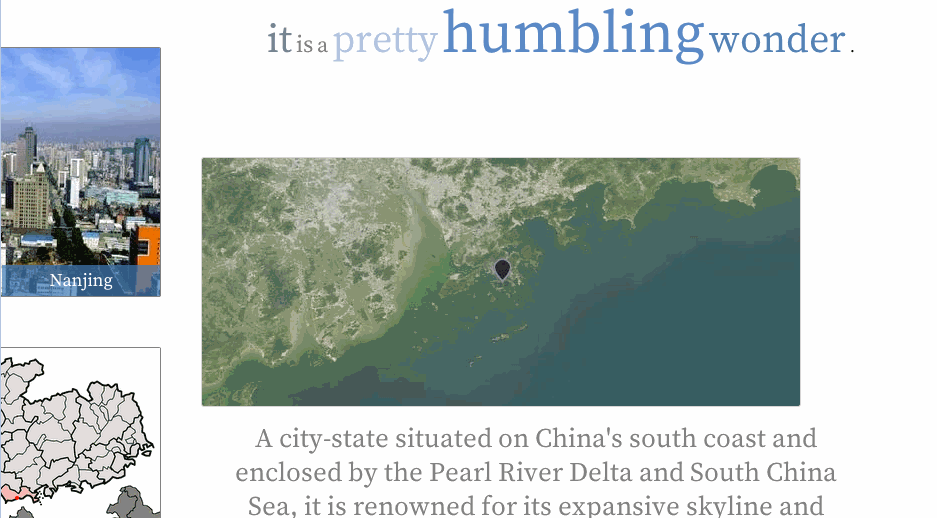 it is a pretty humbling wonder .
Nanjing
A city-state situated on China's south coast and
enclosed by the Pearl River Delta and South China
Sea, it is renowned for its expansive skyline and